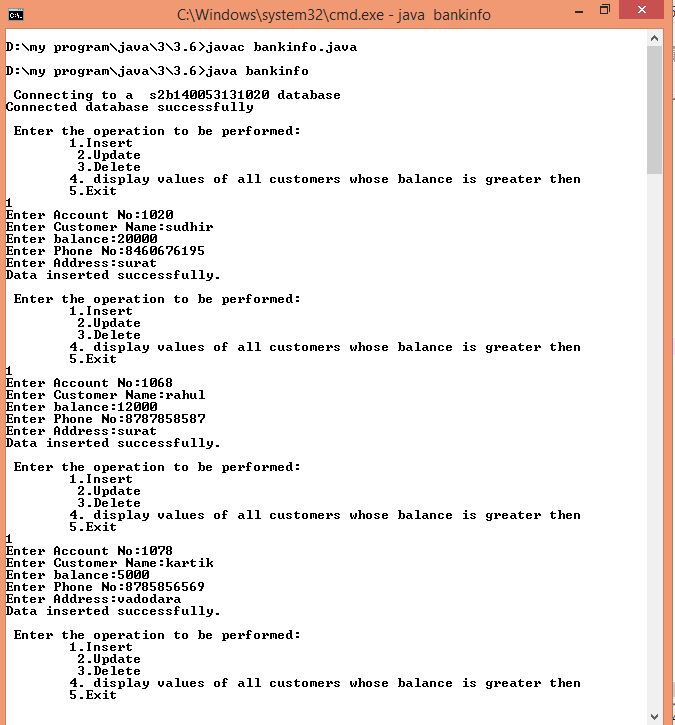 C:\Windows\system32\cmd.exe - java bankinfo
D:\my program\java\3\3.6>javac bankinfo.java
D:\my program\java\3\3.6>java bankinfo
Connecting to a  s2b140053131020 database
Connected database successfully
Enter the operation to be performed:
1.Insert
2.Update
3.Delete
4. display values of all customers whose balance is greater then
5.Exit
1
Enter Account No:1020
Enter Customer Name:sudhir
Enter balance:20000
Enter Phone No:8460676195
Enter Address:surat
Data inserted successfully.
Enter the operation to be performed:
1.Insert
2.Update
3.Delete
4. display values of all customers whose balance is greater then
5.Exit
1
Enter Account No:1068
Enter Customer Name:rahul
Enter balance:12000
Enter Phone No:8787858587
Enter Address:surat
Data inserted successfully.
Enter the operation to be performed:
1.Insert
2.Update
3.Delete
4. display values of all customers whose balance is greater then
5.Exit
1
Enter Account No:1078
Enter Customer Name:kartik
Enter balance:5000
Enter Phone No:8785856569
Enter Address:vadodara
Data inserted successfully.
Enter the operation to be performed:
1.Insert
2.Update
3.Delete
4. display values of all customers whose balance is greater then
5.Exit